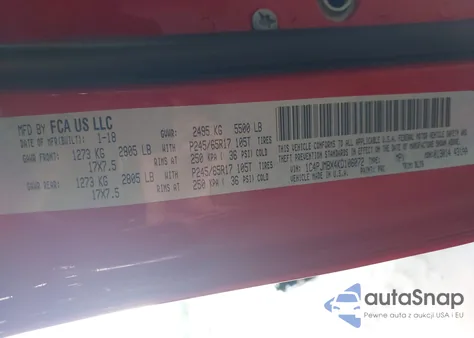 MFD BY FCA US LLC
DATE OF MFR(BUILT): 1-18 GVWR: 2495 KG 5500 LB
GAWR FRONT: 1273 KG 2805 LB WITH P245/65R17 105T TIRES
17X7.5 RIMS AT 250 KPA ( 36 PSI) COLD
GAWR REAR: 1273 KG 2805 LB WITH P245/65R17 105T TIRES
17X7.5 RIMS AT 250 KPA ( 36 PSI) COLD
THIS VEHICLE CONFORMS TO ALL APPLICABLE FEDERAL MOTOR VEHICLE SAFETY AND
THEFT PREVENTION STANDARDS IN EFFECT ON THE DATE OF MANUFACTURE SHOWN ABOVE
TYPE: MPV
VEHICLE MADE IN U.S.A.
autoSnap
Pewne auta z aukcji USA i EU